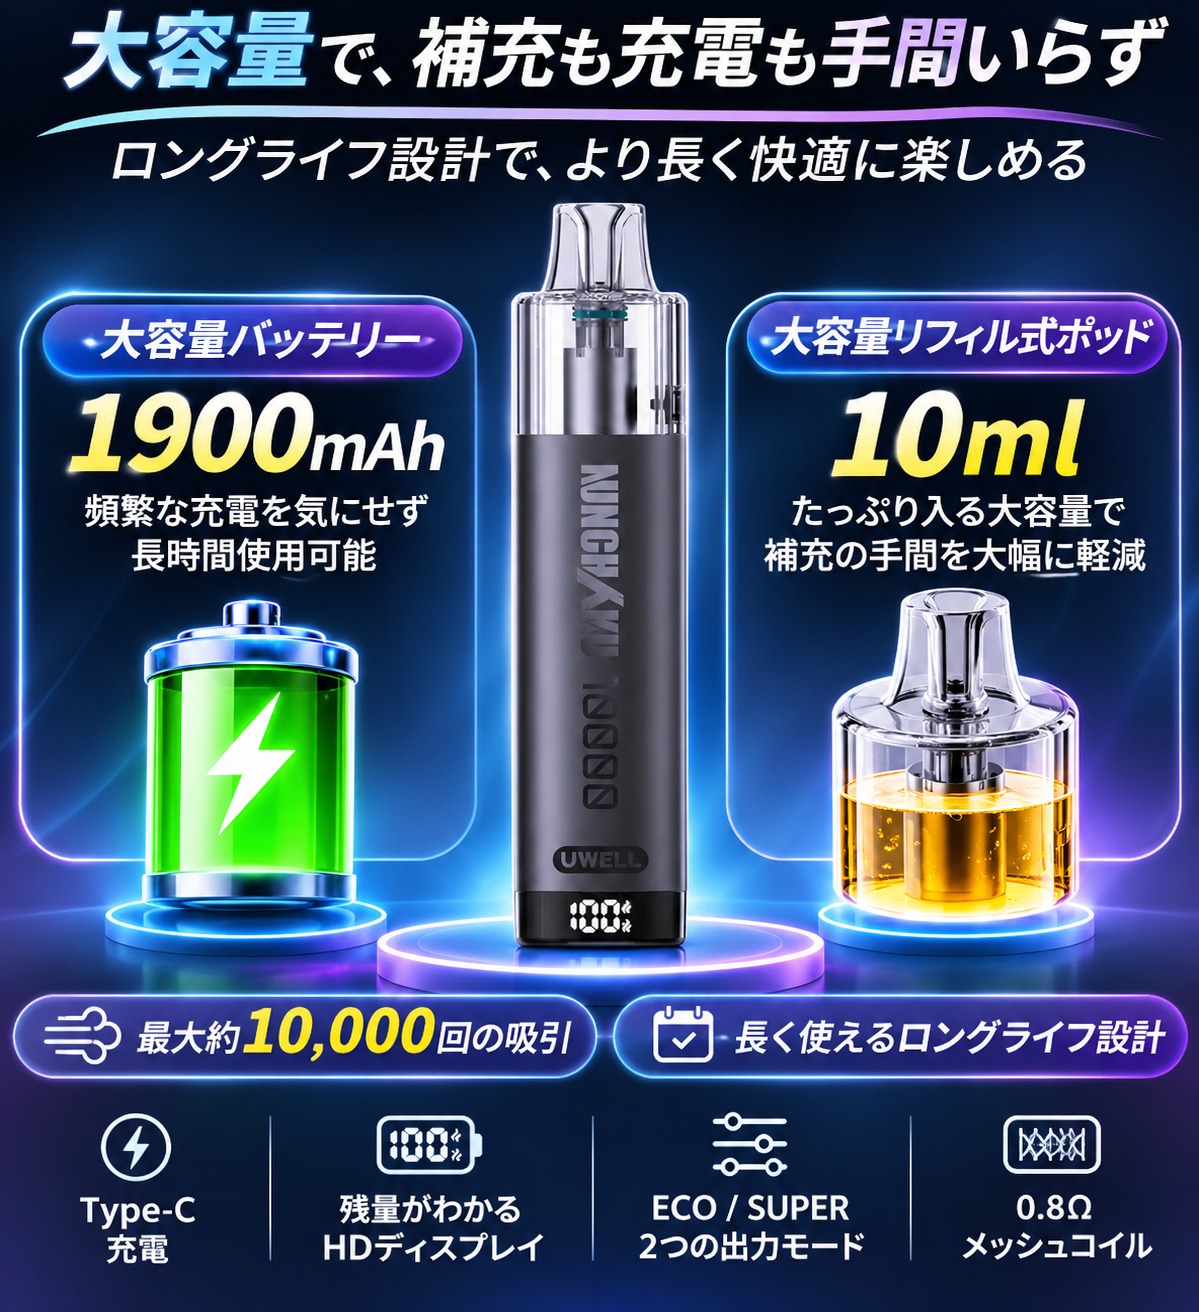 大容量で、補充も充電も手間いらず
ロングライフ設計で、より長く快適に楽しめる
大容量バッテリー
1900mAh
頻繁な充電を気にせず
長時間使用可能
大容量リフィル式ポッド
10ml
たっぷり入る大容量で
補充の手間を大幅に軽減
NUNCHAKU 10000
UWELL
100%
最大約10,000回の吸引
長く使えるロングライフ設計
Type-C
充電
100%
残量がわかる
HDディスプレイ
ECO / SUPER
2つの出力モード
0.8Ω
メッシュコイル